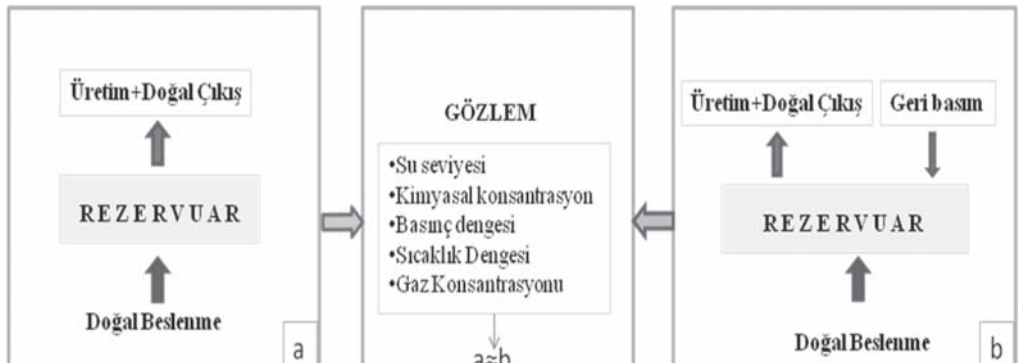 Üretim+Doğal Çıkış
REZERVUAR
Doğal Beslenme
a
GÖZLEM
•Su seviyesi
•Kimyasal konsantrasyon
•Basınç dengesi
•Sıcaklık Dengesi
•Gaz Konsantrasyonu
a≈b
Üretim+Doğal Çıkış
Geri basım
REZERVUAR
Doğal Beslenme
b